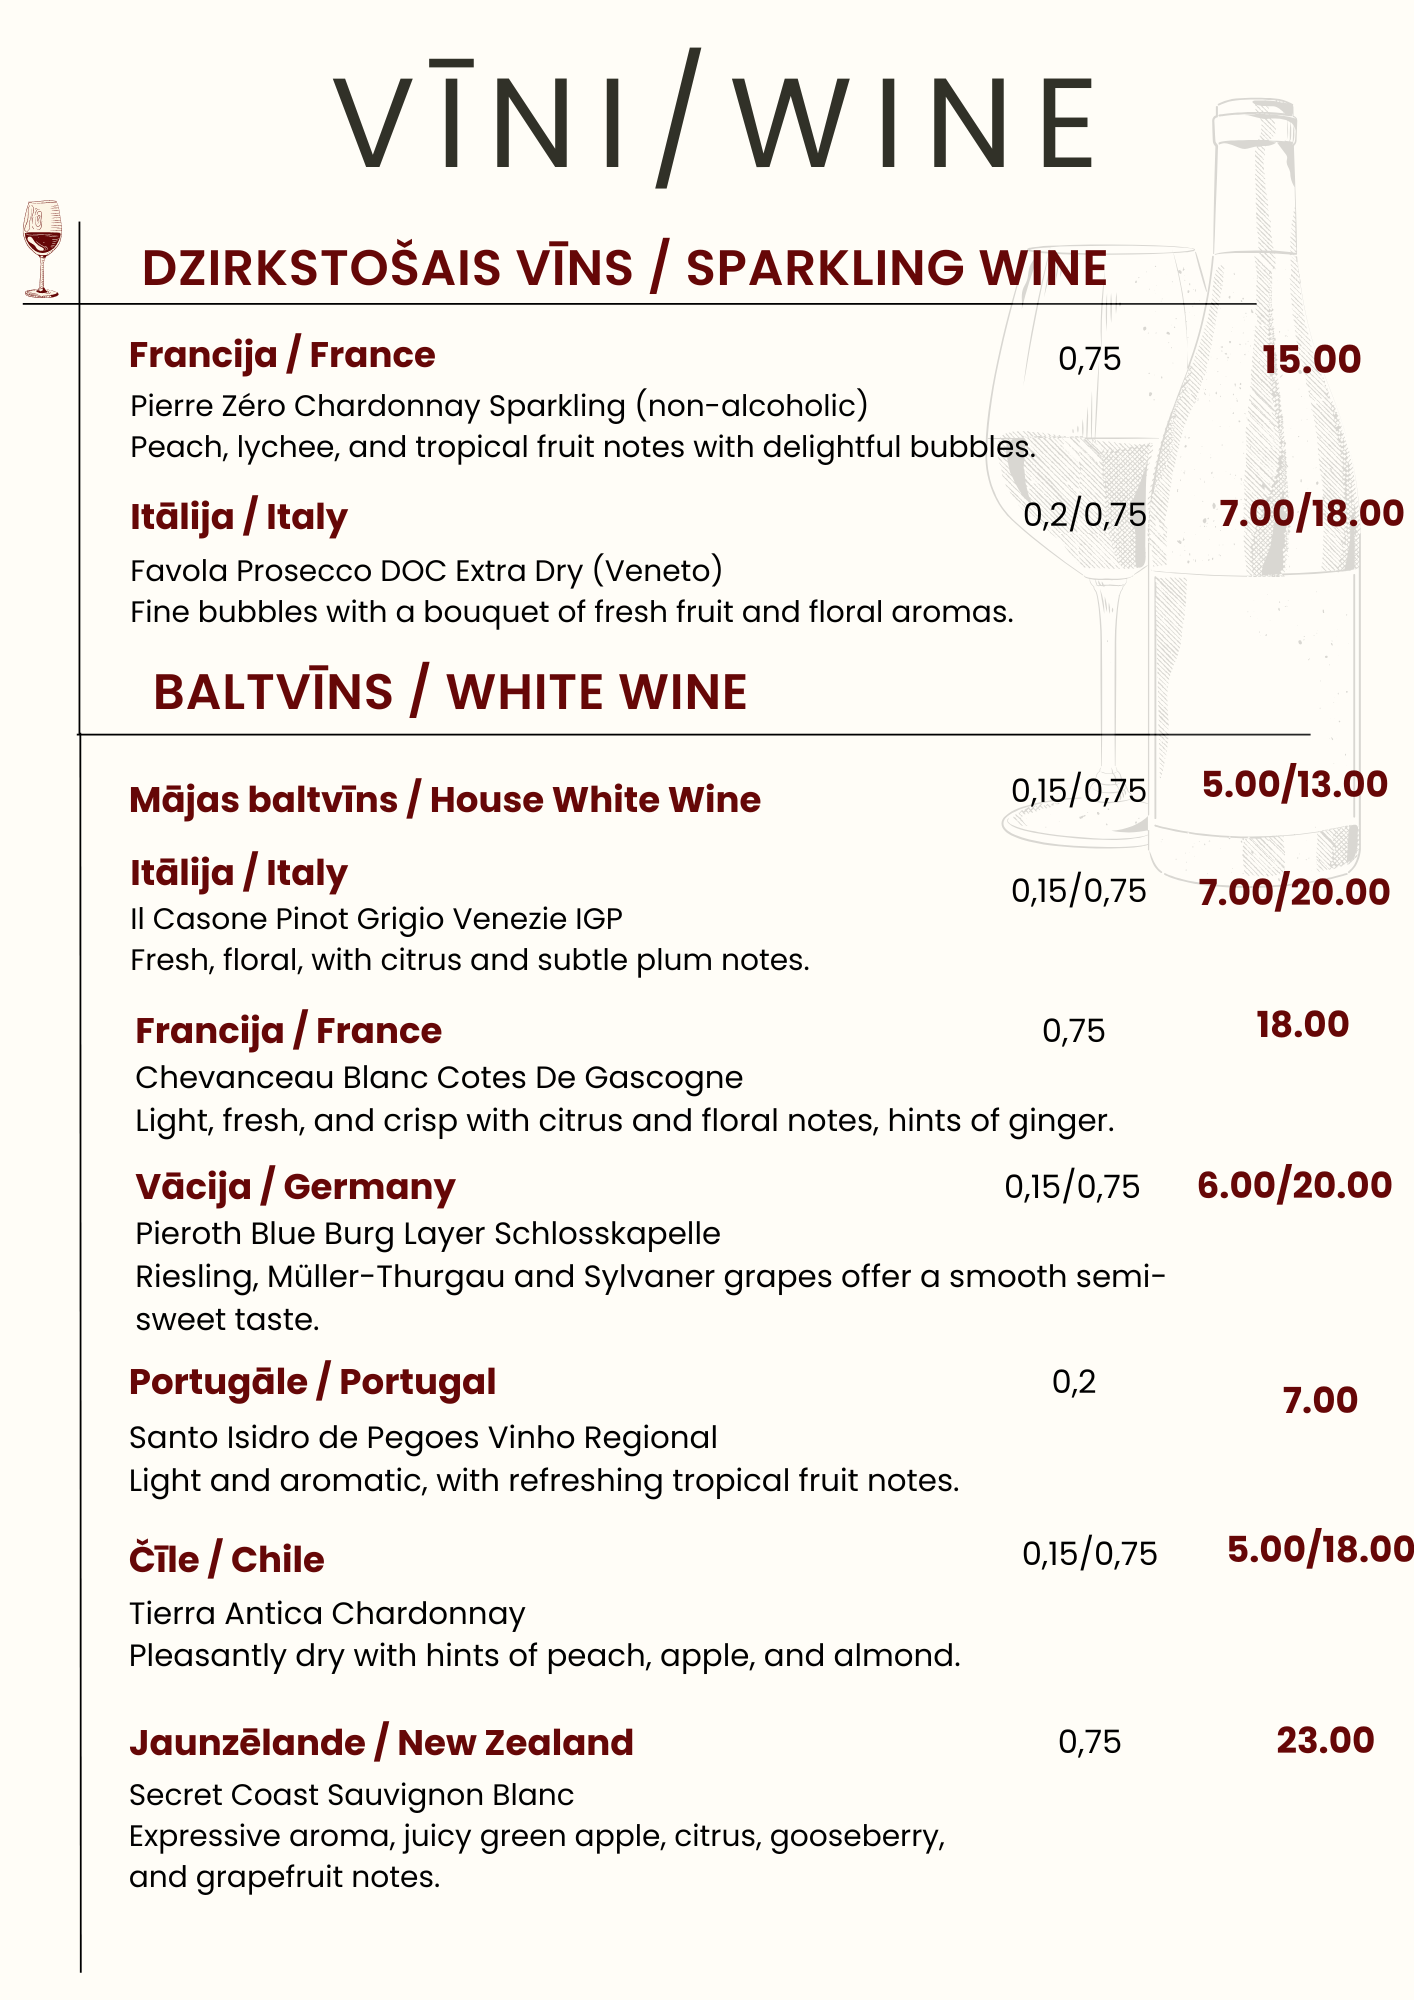 VĪNI/WINE
DZIRKSTOŠAIS VĪNS / SPARKLING WINE
Francija / France 0,75 15.00
Pierre Zéro Chardonnay Sparkling (non-alcoholic)
Peach, lychee, and tropical fruit notes with delightful bubbles.
Itālija / Italy 0,2/0,75 7.00/18.00
Favola Prosecco DOC Extra Dry (Veneto)
Fine bubbles with a bouquet of fresh fruit and floral aromas.
BALTVĪNS / WHITE WINE
Mājas baltvīns / House White Wine 0,15/0,75 5.00/13.00
Itālija / Italy 0,15/0,75 7.00/20.00
Il Casone Pinot Grigio Venezie IGP
Fresh, floral, with citrus and subtle plum notes.
Francija / France 0,75 18.00
Chevanceau Blanc Cotes De Gascogne
Light, fresh, and crisp with citrus and floral notes, hints of ginger.
Vācija / Germany 0,15/0,75 6.00/20.00
Pieroth Blue Burg Layer Schlosskapelle
Riesling, Müller-Thurgau and Sylvaner grapes offer a smooth semi-
sweet taste.
Portugāle / Portugal 0,2 7.00
Santo Isidro de Pegoes Vinho Regional
Light and aromatic, with refreshing tropical fruit notes.
Čīle / Chile 0,15/0,75 5.00/18.00
Tierra Antica Chardonnay
Pleasantly dry with hints of peach, apple, and almond.
Jaunzēlande / New Zealand 0,75 23.00
Secret Coast Sauvignon Blanc
Expressive aroma, juicy green apple, citrus, gooseberry,
and grapefruit notes.